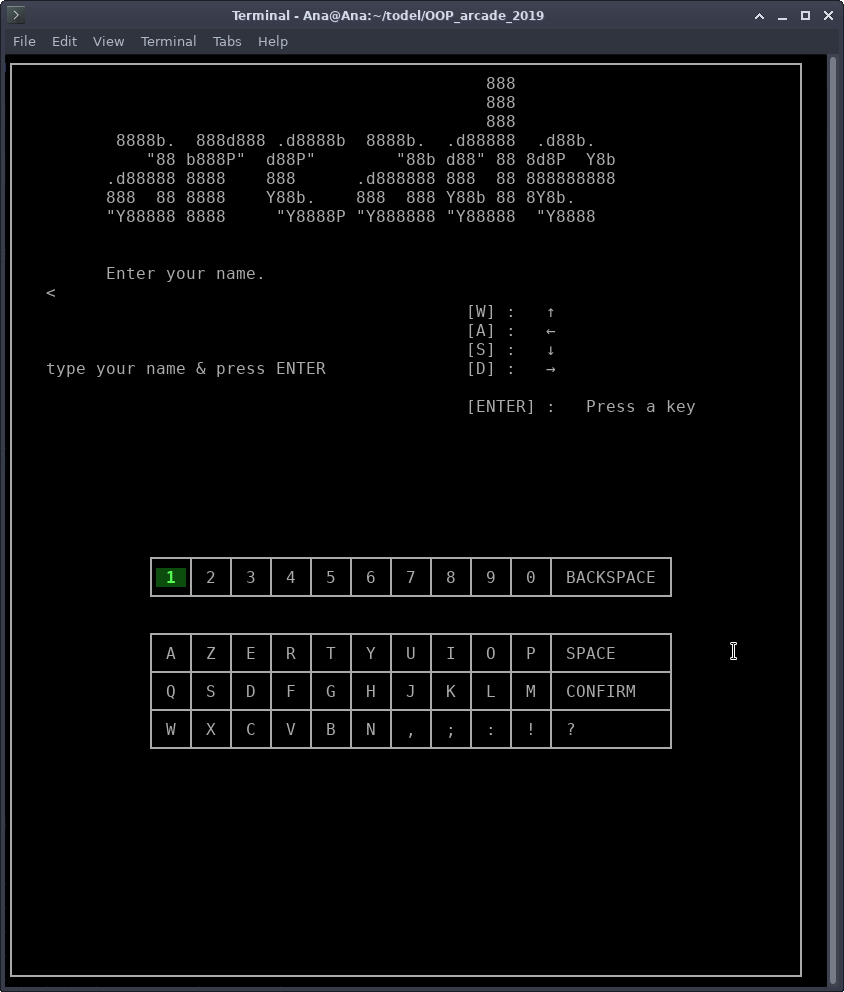 Terminal - Ana@Ana:~/todel/OOP_arcade_2019
File Edit View Terminal Tabs Help
888
888
888
8888b.  888d888 .d8888b  8888b.  .d88888  .d88b.
"88 b888P"  d88P"        "88b d88" 88 8d8P  Y8b
.d88888 8888    888      .d888888 888  88 888888888
888  88 8888    Y88b.    888  888 Y88b 88 8Y8b.
"Y88888 8888     "Y8888P "Y888888 "Y88888  "Y8888
Enter your name.
<
[W] :   ↑
[A] :   ←
[S] :   ↓
type your name & press ENTER [D] :   →
[ENTER] :   Press a key
1 2 3 4 5 6 7 8 9 0 BACKSPACE
A Z E R T Y U I O P SPACE
Q S D F G H J K L M CONFIRM
W X C V B N , ; : ! ?